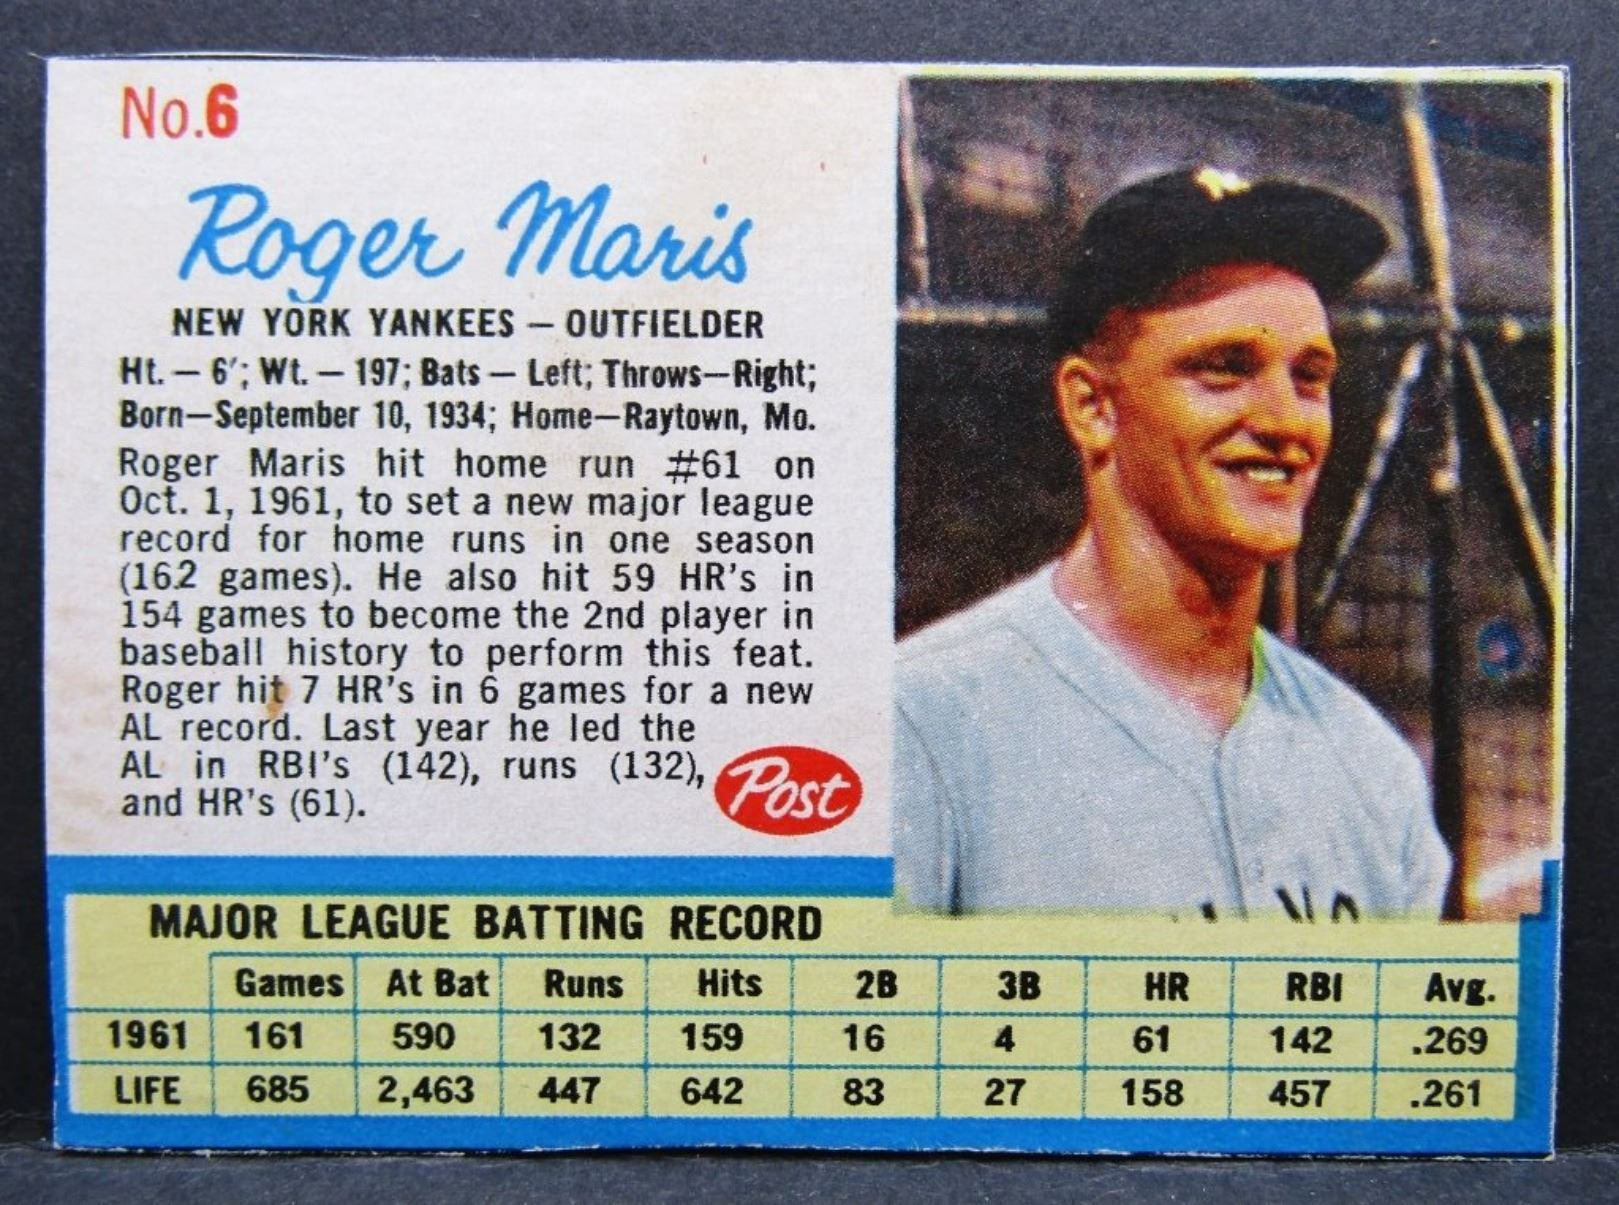 No.6
Roger Maris
NEW YORK YANKEES – OUTFIELDER
Ht. – 6'; Wt. – 197; Bats – Left; Throws–Right;
Born–September 10, 1934; Home–Raytown, Mo.
Roger Maris hit home run #61 on
Oct. 1, 1961, to set a new major league
record for home runs in one season
(162 games). He also hit 59 HR's in
154 games to become the 2nd player in
baseball history to perform this feat.
Roger hit 7 HR's in 6 games for a new
AL record. Last year he led the
AL in RBI's (142), runs (132),
and HR's (61).
Post
MAJOR LEAGUE BATTING RECORD
Games At Bat Runs Hits 2B 3B HR RBI Avg.
1961 161 590 132 159 16 4 61 142 .269
LIFE 685 2,463 447 642 83 27 158 457 .261